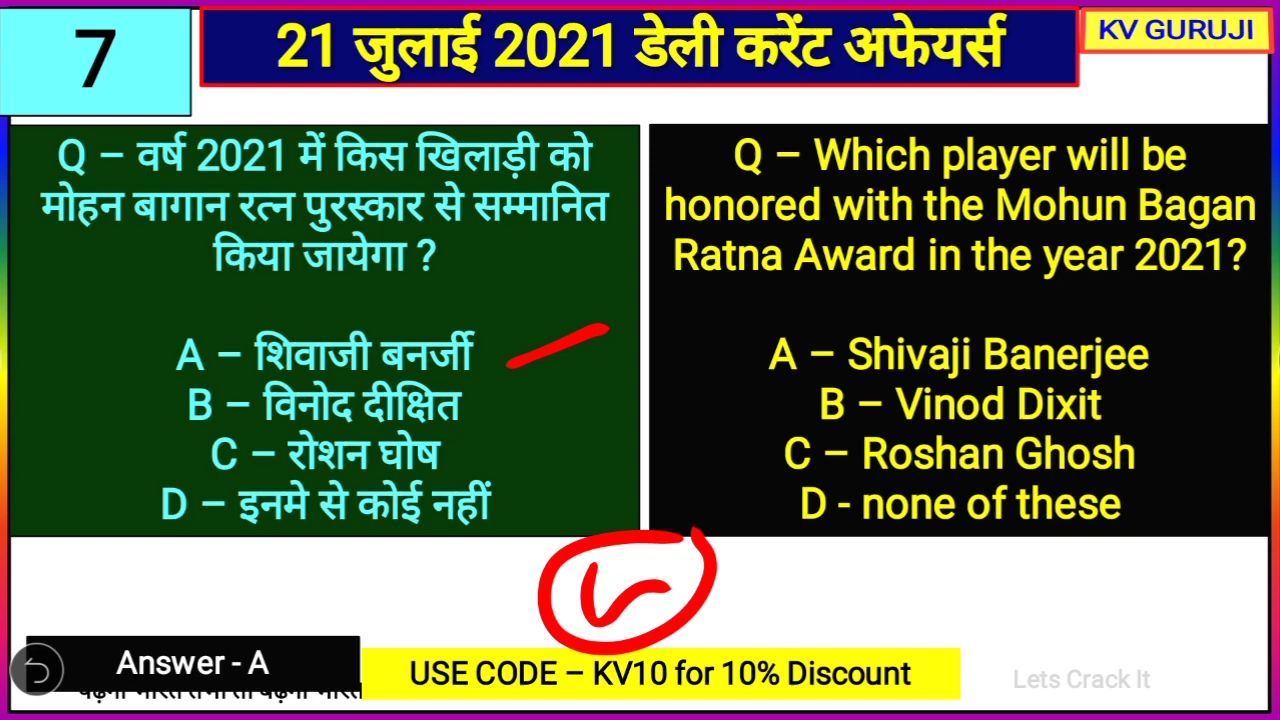 7
21 जुलाई 2021 डेली करेंट अफेयर्स
KV GURUJI
Q – वर्ष 2021 में किस खिलाड़ी को
मोहन बागान रत्न पुरस्कार से सम्मानित
किया जायेगा ?
A – शिवाजी बनर्जी
B – विनोद दीक्षित
C – रोशन घोष
D – इनमे से कोई नहीं
Q – Which player will be
honored with the Mohun Bagan
Ratna Award in the year 2021?
A – Shivaji Banerjee
B – Vinod Dixit
C – Roshan Ghosh
D - none of these
Answer - A
USE CODE – KV10 for 10% Discount
Lets Crack It